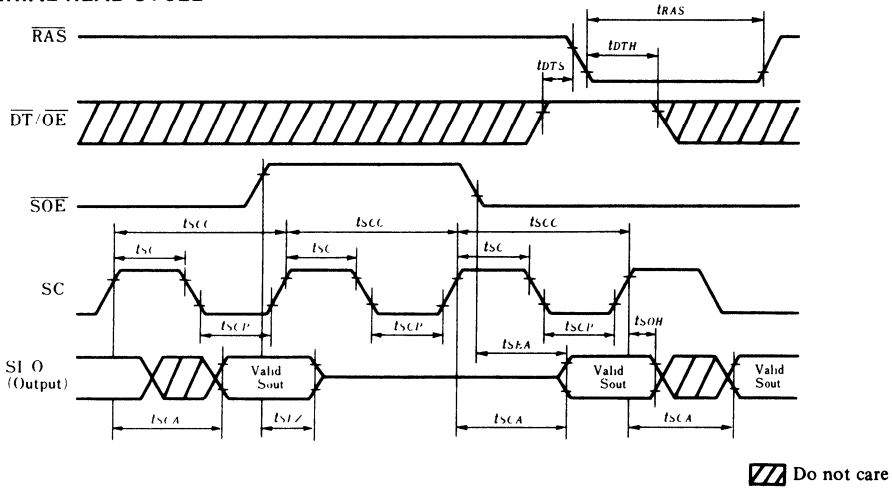 RAS
tRAS
tDTS
tDTH
DT/OE
SOE
tSCC
tSCC
tSCC
tSC
tSC
tSC
SC
tSCP
tSCP
tSCP
tSOH
tSEA
SI O
(Output)
Valid
Sout
Valid
Sout
Valid
Sout
tSCA
tSEZ
tSCA
tSCA
Do not care